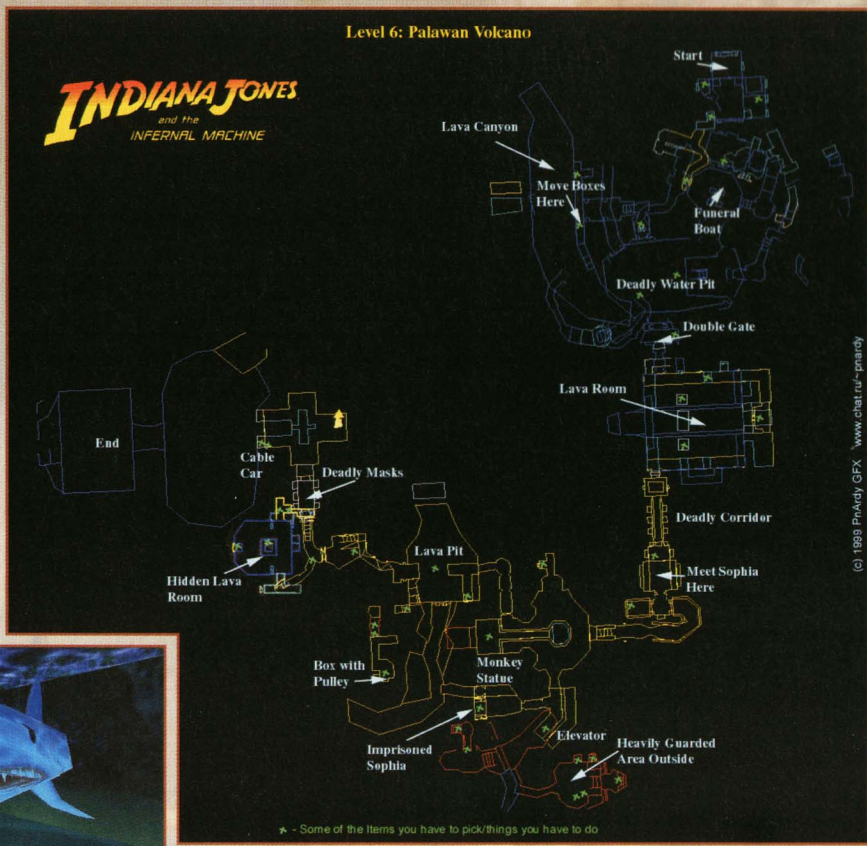 Level 6: Palawan Volcano
INDIANA JONES
and the
INFERNAL MACHINE
Start
Lava Canyon
Move Boxes
Here
Funeral
Boat
Deadly Water Pit
Double Gate
Lava Room
End
Cable
Car
Deadly Masks
Deadly Corridor
Lava Pit
Meet Sophia
Here
Hidden Lava
Room
Box with
Pulley
Monkey
Statue
Imprisoned
Sophia
Elevator
Heavily Guarded
Area Outside
- Some of the Items you have to pick/things you have to do
(c) 1999 PnArdy GFX www.chat.ru/~pnardy